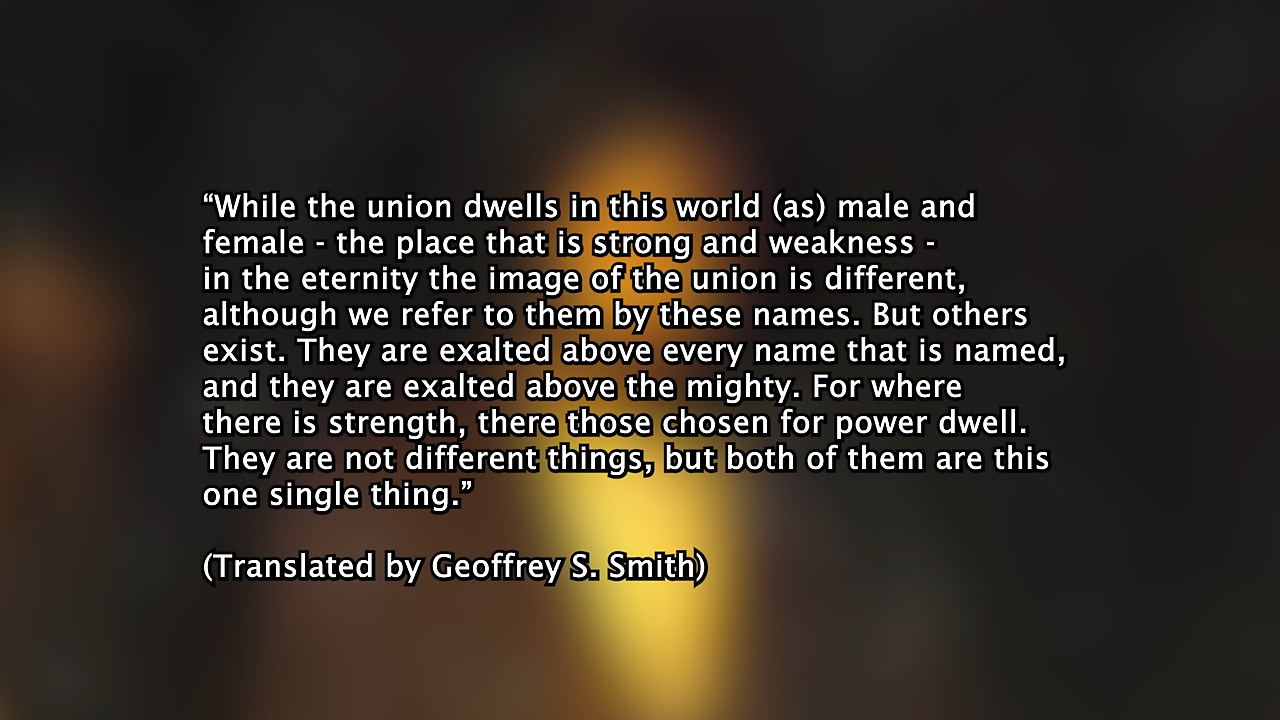 “While the union dwells in this world (as) male and
female - the place that is strong and weakness -
in the eternity the image of the union is different,
although we refer to them by these names. But others
exist. They are exalted above every name that is named,
and they are exalted above the mighty. For where
there is strength, there those chosen for power dwell.
They are not different things, but both of them are this
one single thing.”
(Translated by Geoffrey S. Smith)